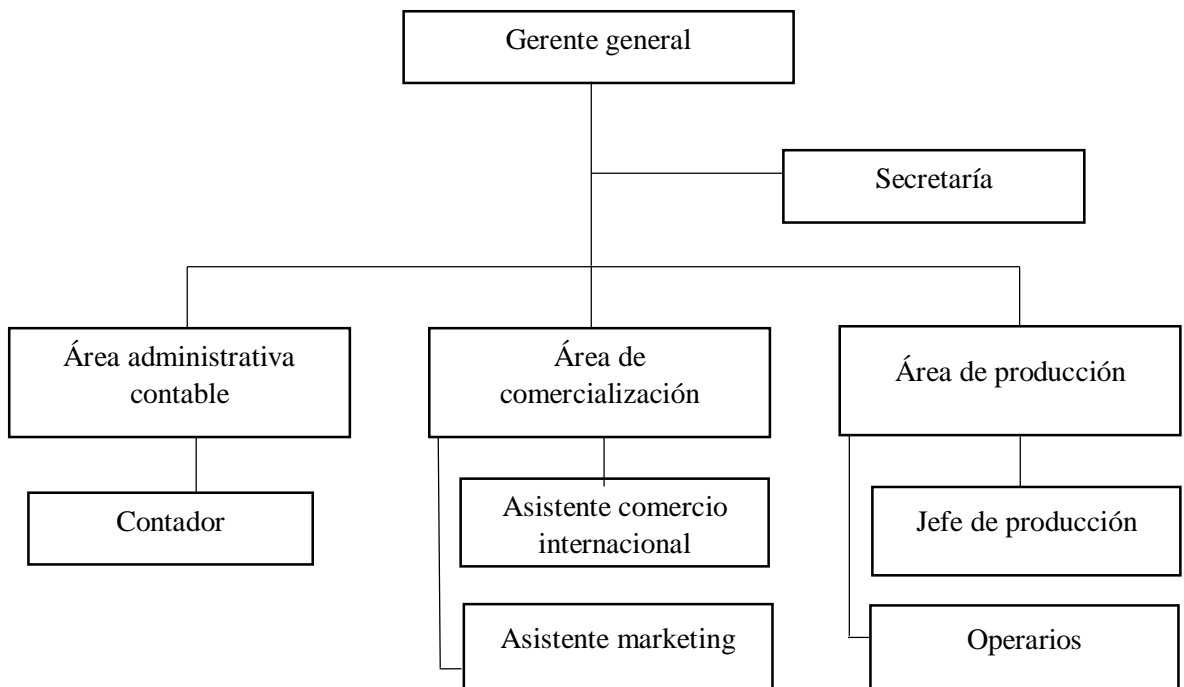 Gerente general
Secretaría
Área administrativa
contable
Área de
comercialización
Área de producción
Contador
Asistente comercio
internacional
Jefe de producción
Asistente marketing
Operarios